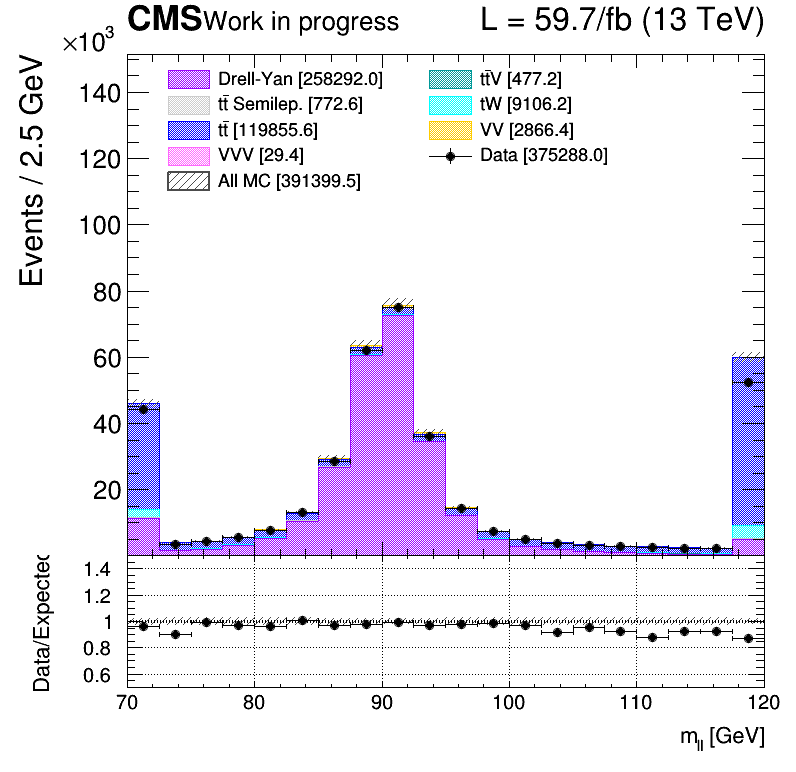 CMS Work in progress L = 59.7/fb (13 TeV)
×10³
Events / 2.5 GeV
Drell-Yan [258292.0]
tt̄ Semilep. [772.6]
tt̄ [119855.6]
VVV [29.4]
All MC [391399.5]
tt̄V [477.2]
tW [9106.2]
VV [2866.4]
Data [375288.0]
140
120
100
80
60
40
20
Data/Expected
1.4
1.2
1
0.8
0.6
70 80 90 100 110 120
m_ll [GeV]